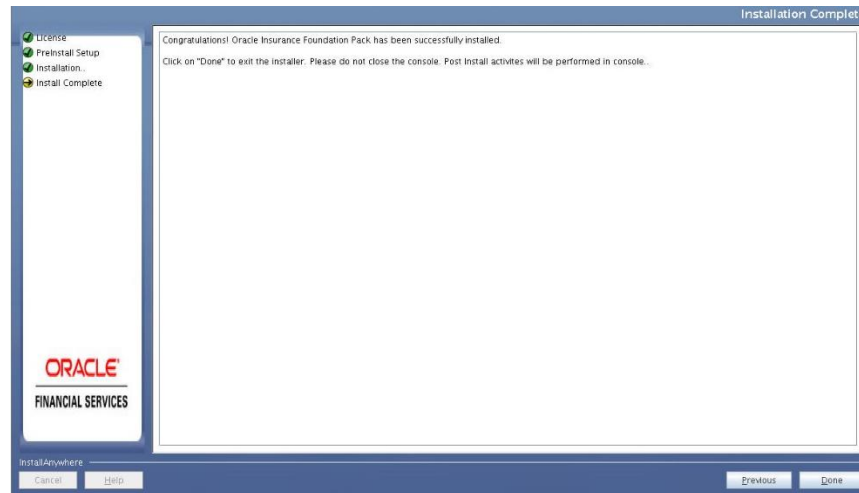 Installation Complet
License
PreInstall Setup
Installation..
Install Complete
Congratulations! Oracle Insurance Foundation Pack has been successfully installed.
Click on "Done" to exit the installer. Please do not close the console. Post Install activites will be performed in console..
ORACLE
FINANCIAL SERVICES
InstallAnywhere
Cancel
Help
Previous
Done